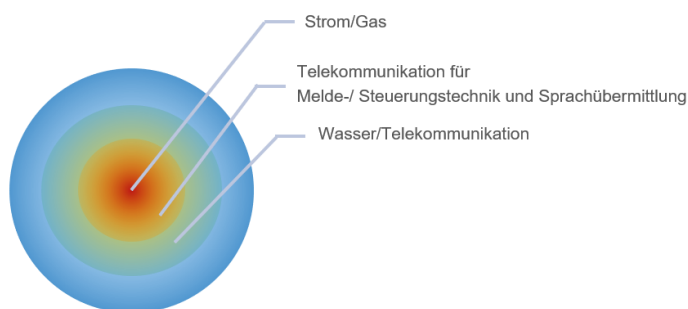 Strom/Gas
Telekommunikation für
Melde-/ Steuerungstechnik und Sprachübermittlung
Wasser/Telekommunikation